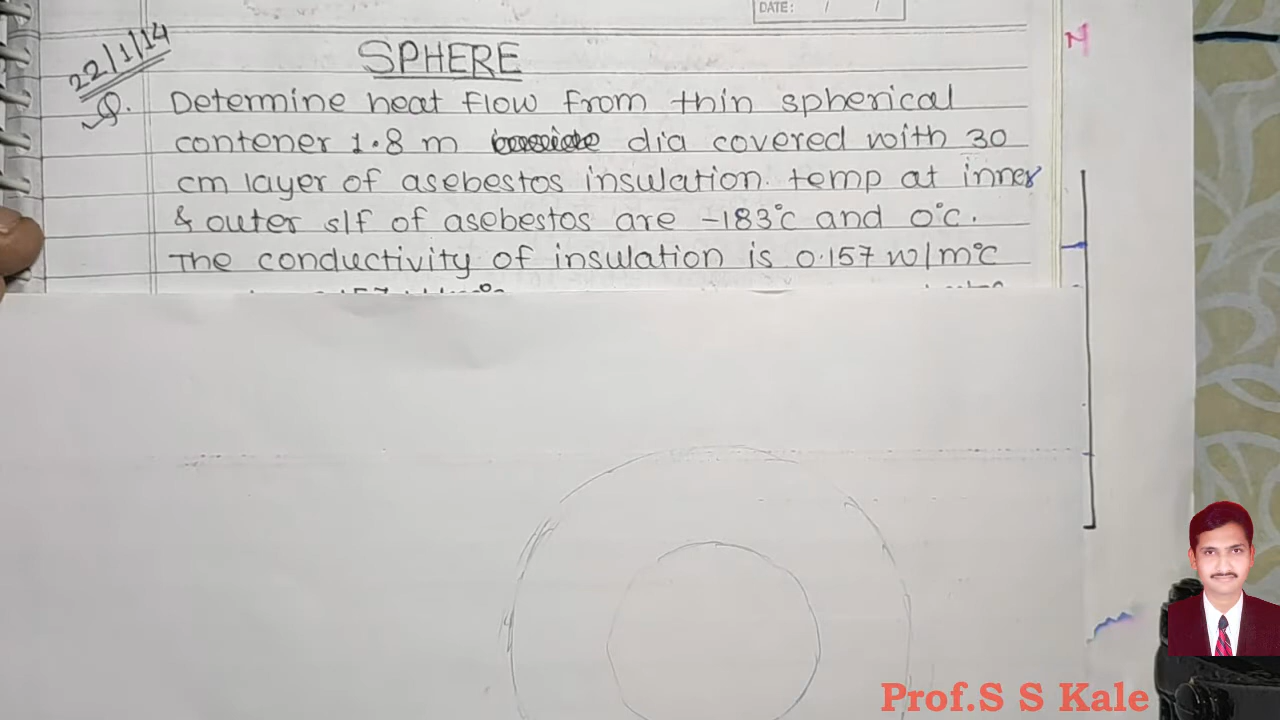 DATE: / /
22/1/14
SPHERE
Q. Determine heat flow from thin spherical
contener 1.8 m dia covered with 30
cm layer of asebestos insulation. temp at inner
& outer s/f of asebestos are -183°c and 0°c.
The conductivity of insulation is 0.157 w/m°c
Prof.S S Kale